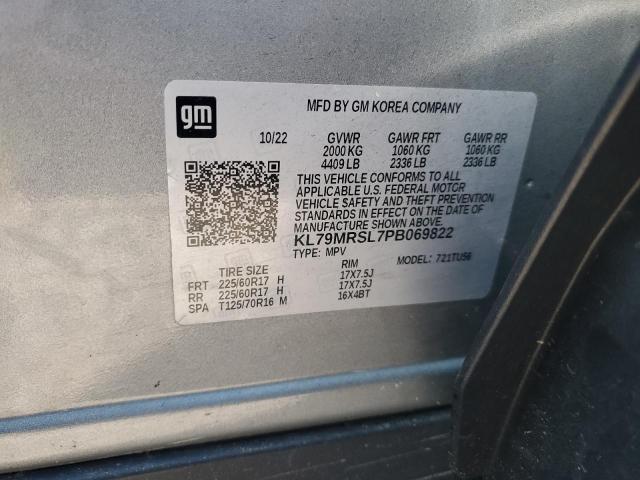 gm
MFD BY GM KOREA COMPANY
10/22 GVWR GAWR FRT GAWR RR
2000 KG 1060 KG 1060 KG
4409 LB 2336 LB 2336 LB
THIS VEHICLE CONFORMS TO ALL
APPLICABLE U.S. FEDERAL MOTOR
VEHICLE SAFETY AND THEFT PREVENTION
STANDARDS IN EFFECT ON THE DATE OF
MANUFACTURE SHOWN ABOVE.
KL79MRSL7PB069822
TYPE: MPV MODEL: 721TU56
TIRE SIZE RIM
FRT 225/60R17 H 17X7.5J
RR 225/60R17 H 17X7.5J
SPA T125/70R16 M 16X4BT